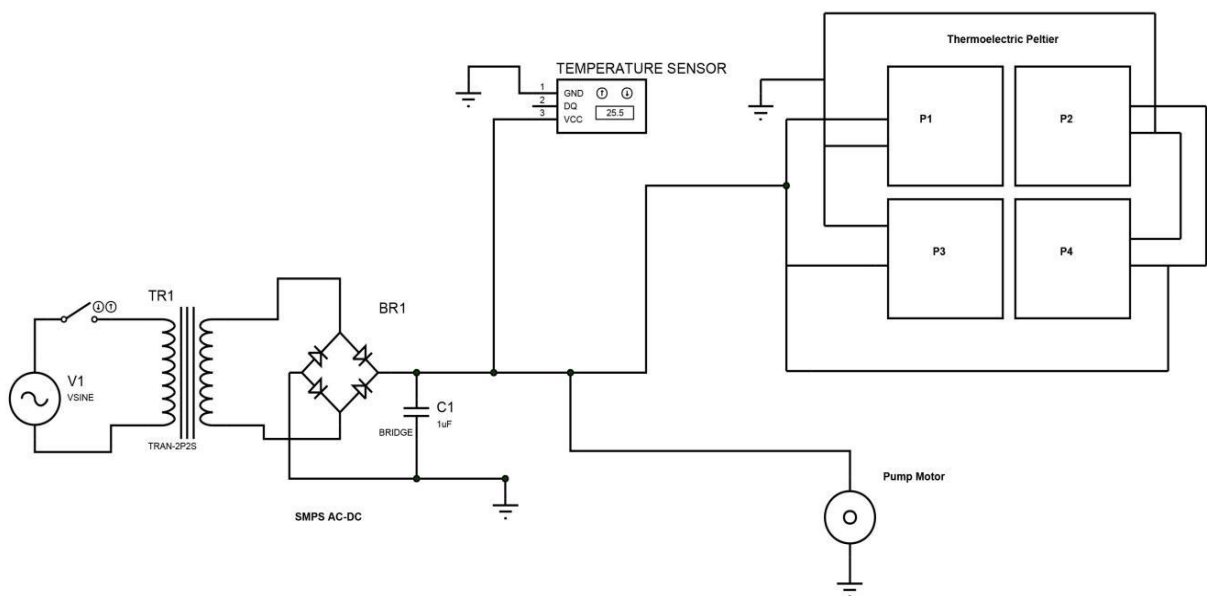 Thermoelectric Peltier
TEMPERATURE SENSOR
1
GND
2
DQ
25.5
3
VCC
P1
P2
P3
P4
TR1
BR1
V1
VSINE
C1
1uF
BRIDGE
TRAN-2P2S
Pump Motor
SMPS AC-DC